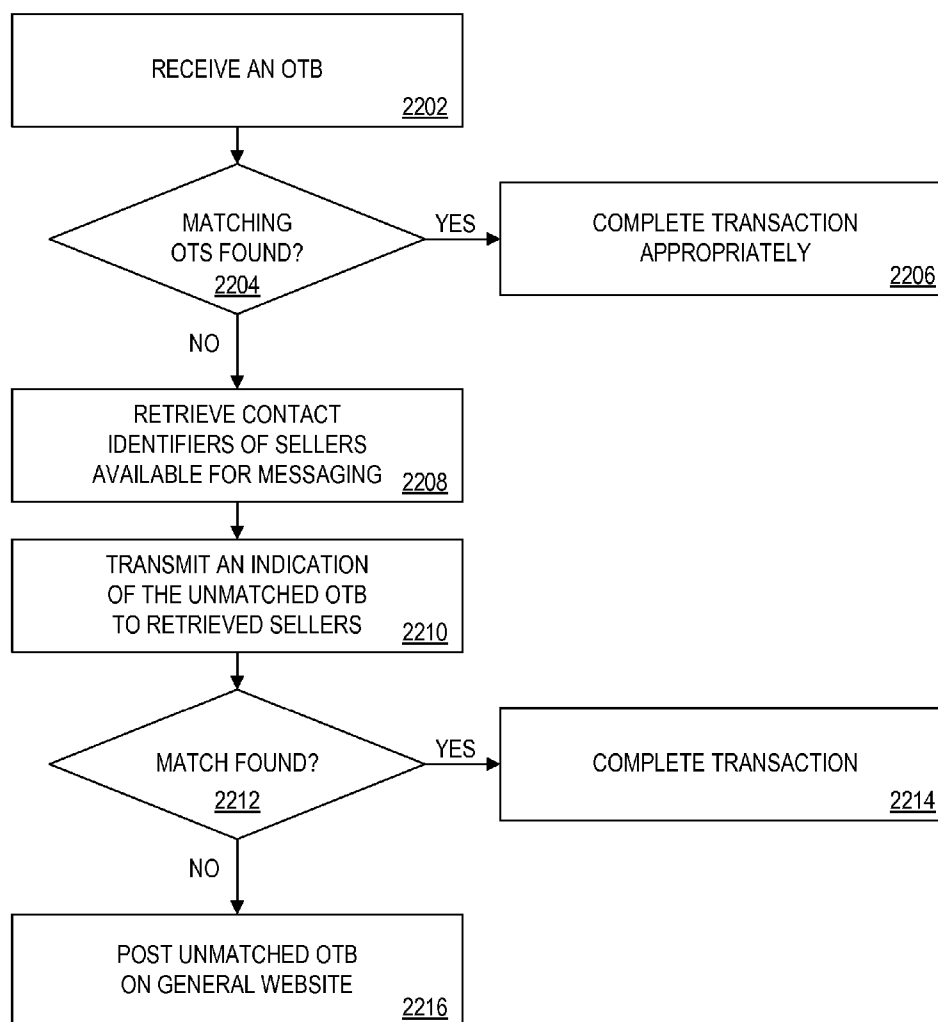 RECEIVE AN OTB
2202
MATCHING
OTS FOUND?
2204
YES
COMPLETE TRANSACTION
APPROPRIATELY
2206
NO
RETRIEVE CONTACT
IDENTIFIERS OF SELLERS
AVAILABLE FOR MESSAGING
2208
TRANSMIT AN INDICATION
OF THE UNMATCHED OTB
TO RETRIEVED SELLERS
2210
MATCH FOUND?
2212
YES
COMPLETE TRANSACTION
2214
NO
POST UNMATCHED OTB
ON GENERAL WEBSITE
2216